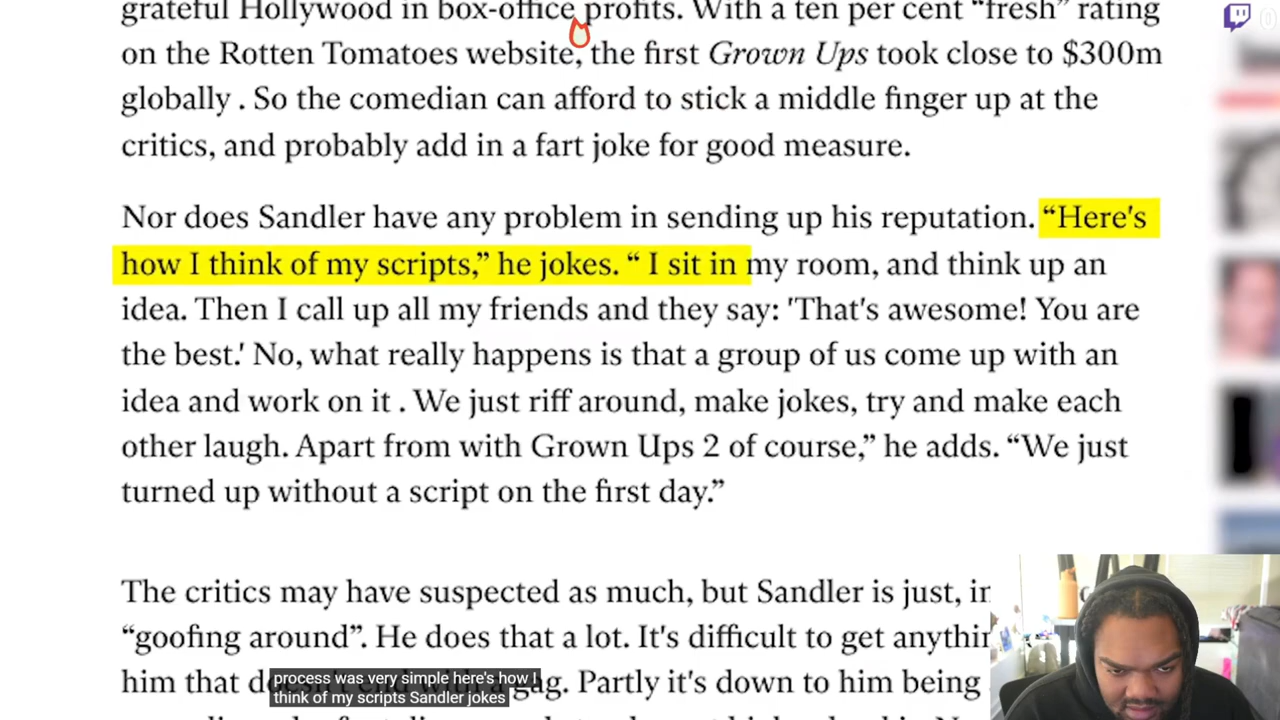 grateful Hollywood in box-office profits. With a ten per cent “fresh” rating
on the Rotten Tomatoes website, the first Grown Ups took close to $300m
globally . So the comedian can afford to stick a middle finger up at the
critics, and probably add in a fart joke for good measure.
Nor does Sandler have any problem in sending up his reputation. “Here's
how I think of my scripts,” he jokes. “ I sit in my room, and think up an
idea. Then I call up all my friends and they say: 'That's awesome! You are
the best.' No, what really happens is that a group of us come up with an
idea and work on it . We just riff around, make jokes, try and make each
other laugh. Apart from with Grown Ups 2 of course,” he adds. “We just
turned up without a script on the first day.”
The critics may have suspected as much, but Sandler is just, in
“goofing around”. He does that a lot. It's difficult to get
him that doesn't end with a gag. Partly it's down to him being
process was very simple here's how I
think of my scripts Sandler jokes